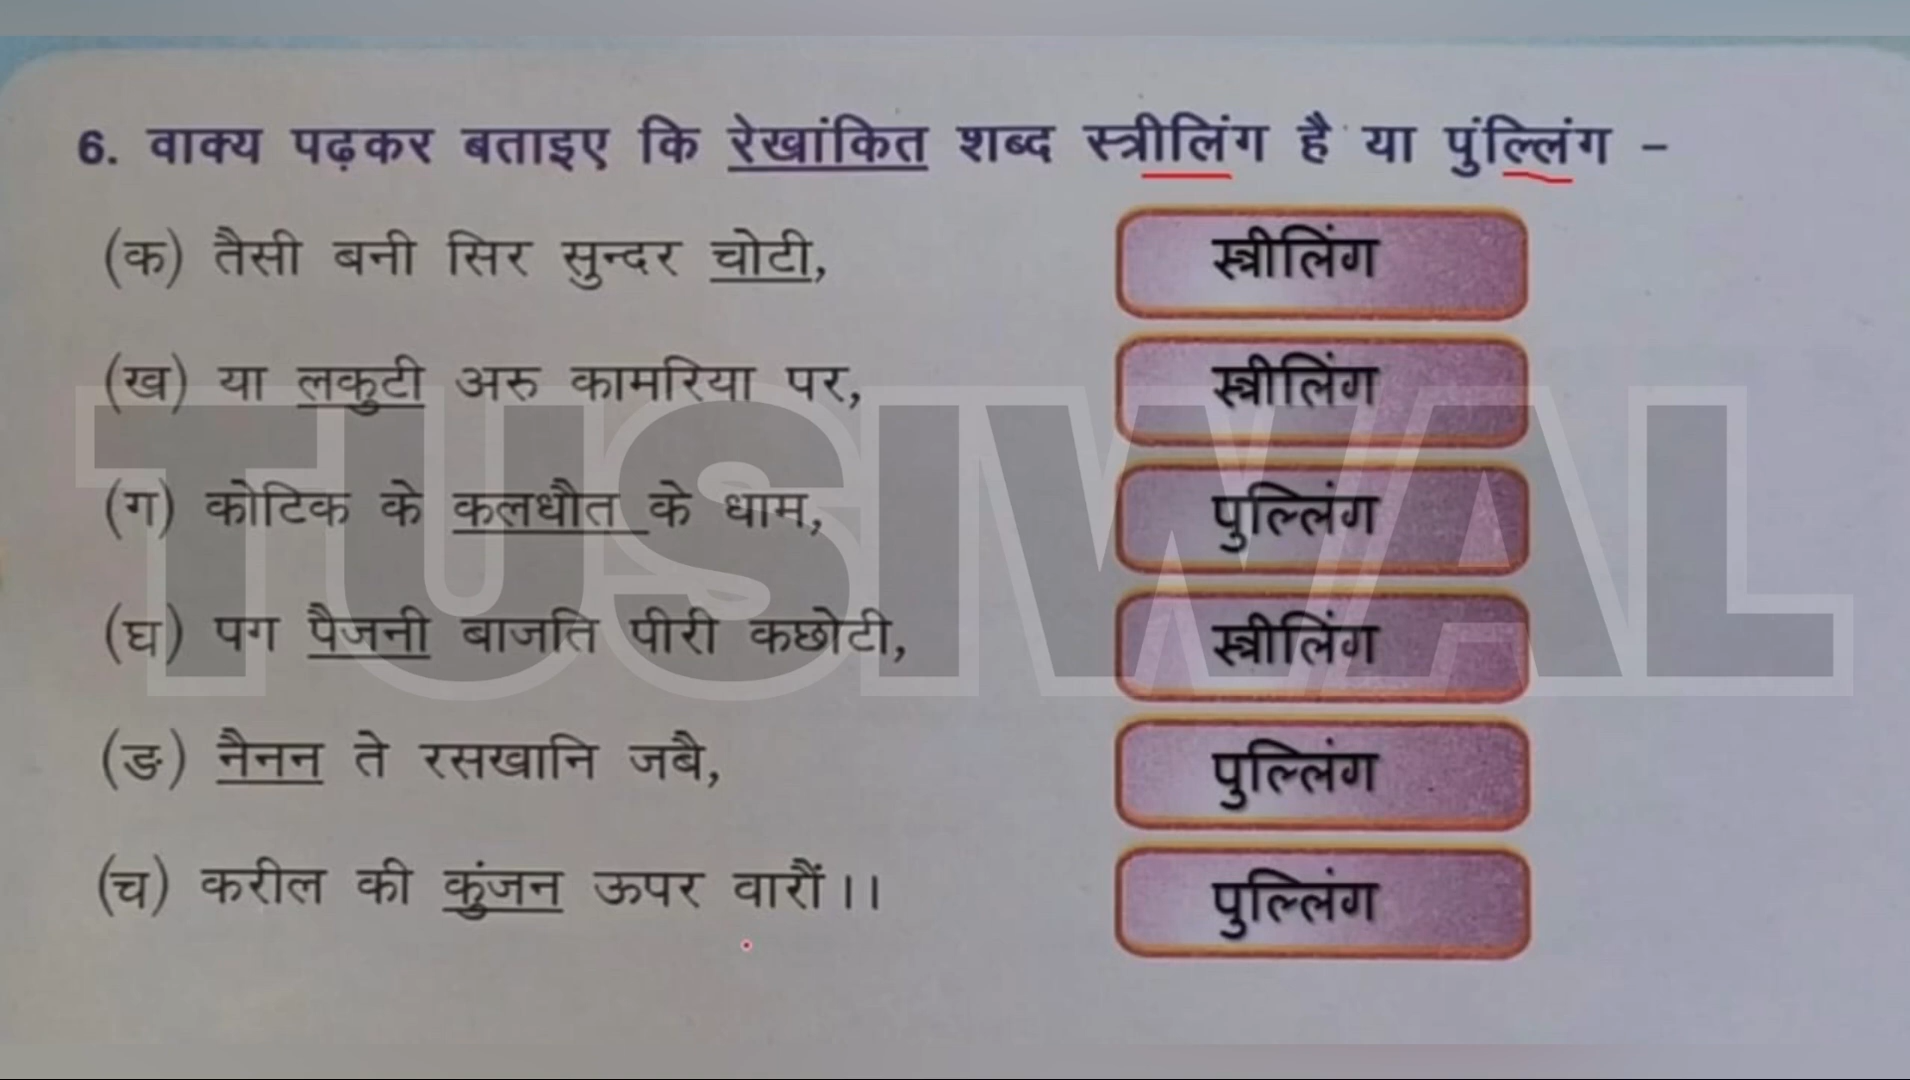 6. वाक्य पढ़कर बताइए कि रेखांकित शब्द स्त्रीलिंग है या पुंल्लिंग –
(क) तैसी बनी सिर सुन्दर चोटी, स्त्रीलिंग
(ख) या लकुटी अरु कामरिया पर, स्त्रीलिंग
(ग) कोटिक के कलधौत के धाम, पुल्लिंग
(घ) पग पैजनी बाजति पीरी कछोटी, स्त्रीलिंग
(ङ) नैनन ते रसखानि जबै, पुल्लिंग
(च) करील की कुंजन ऊपर वारौं।। पुल्लिंग
TUSIWAL